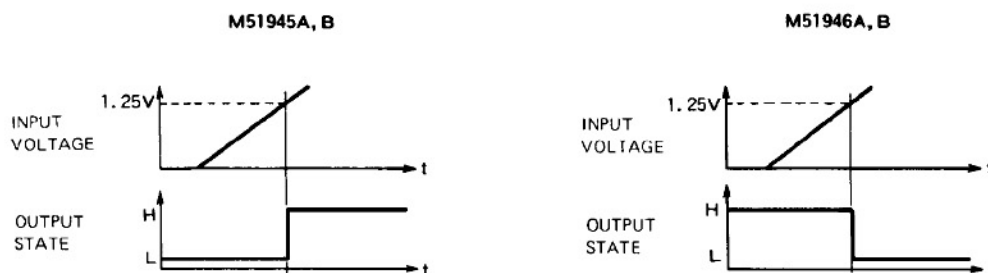 M51945A, B
1.25V
INPUT
VOLTAGE
t
OUTPUT
STATE
H
L
t
M51946A, B
1.25V
INPUT
VOLTAGE
OUTPUT
STATE
H
L